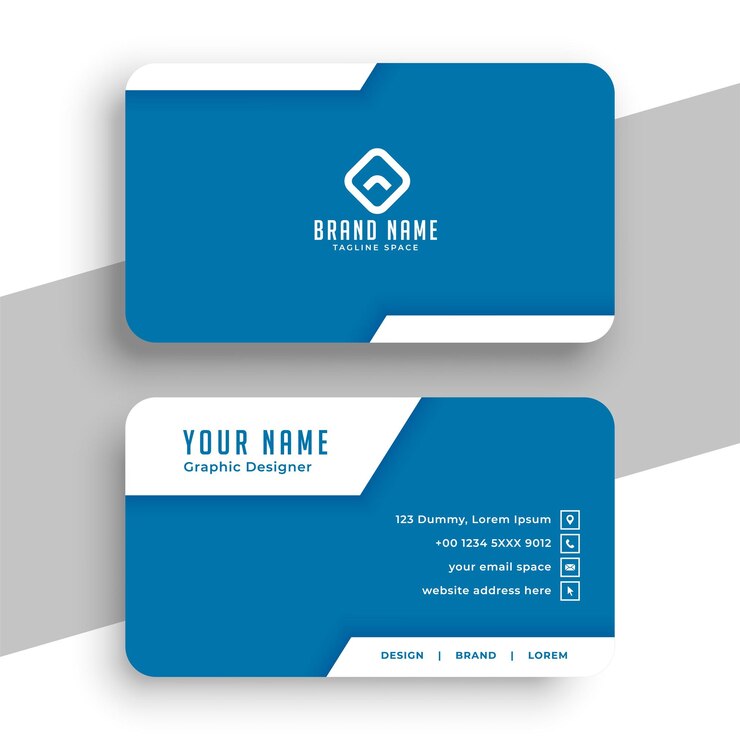 BRAND NAME
TAGLINE SPACE
YOUR NAME
Graphic Designer
123 Dummy, Lorem Ipsum
+00 1234 5XXX 9012
your email space
website address here
DESIGN | BRAND | LOREM